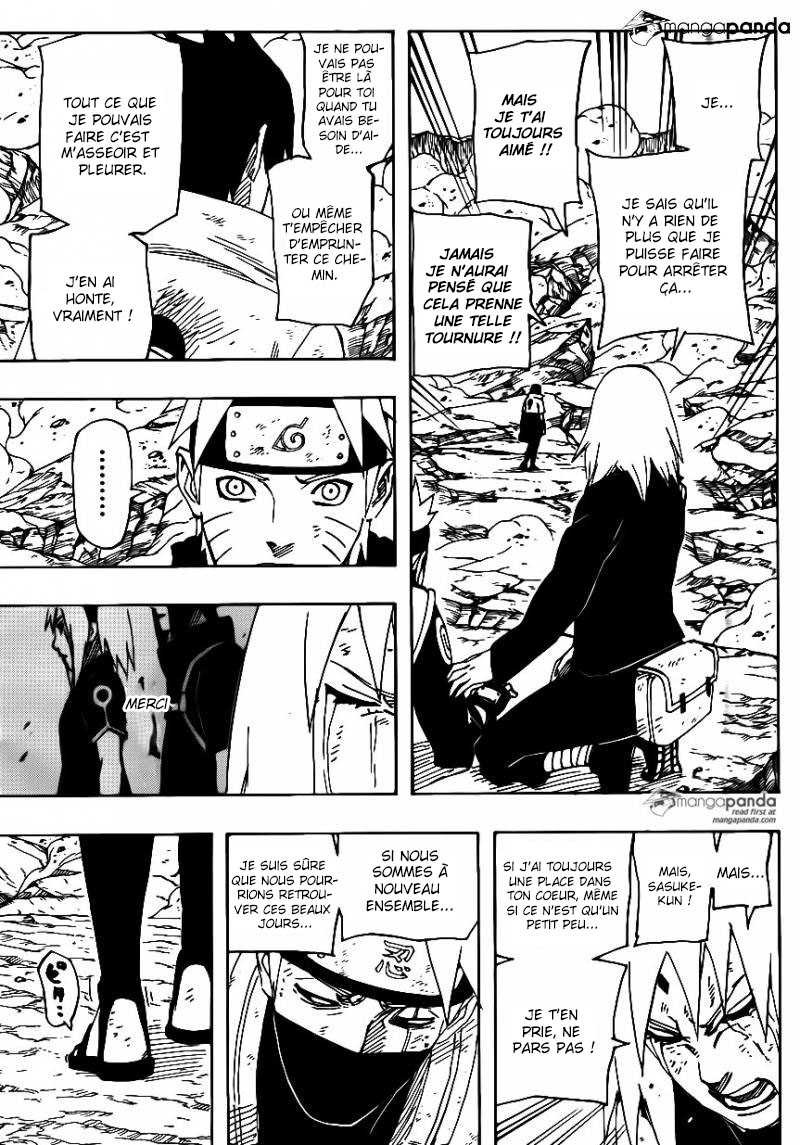 mangapanda
JE...
JE SAIS QU'IL
N'Y A RIEN DE
PLUS QUE JE
PUISSE FAIRE
POUR ARRÊTER
ÇA...
MAIS
JE T'AI
TOUJOURS
AIMÉ !!
JAMAIS
JE N'AURAI
PENSÉ QUE
CELA PRENNE
UNE TELLE
TOURNURE !!
JE NE POU-
VAIS PAS
ÊTRE LÀ
POUR TOI
QUAND TU
AVAIS BE-
SOIN D'AI-
DE...
OU MÊME
T'EMPÊCHER
D'EMPRUN-
TER CE CHE-
MIN.
TOUT CE QUE
JE POUVAIS
FAIRE C'EST
M'ASSEOIR ET
PLEURER.
J'EN AI
HONTE,
VRAIMENT !
.........
MERCI
mangapanda
read first at
mangapanda.com
MAIS...
MAIS,
SASUKE-
KUN !
SI J'AI TOUJOURS
UNE PLACE DANS
TON COEUR, MÊME
SI CE N'EST QU'UN
PETIT PEU...
JE T'EN
PRIE, NE
PARS PAS !
SI NOUS
SOMMES À
NOUVEAU
ENSEMBLE...
JE SUIS SÛRE
QUE NOUS POUR-
RIONS RETROU-
VER CES BEAUX
JOURS...
忍